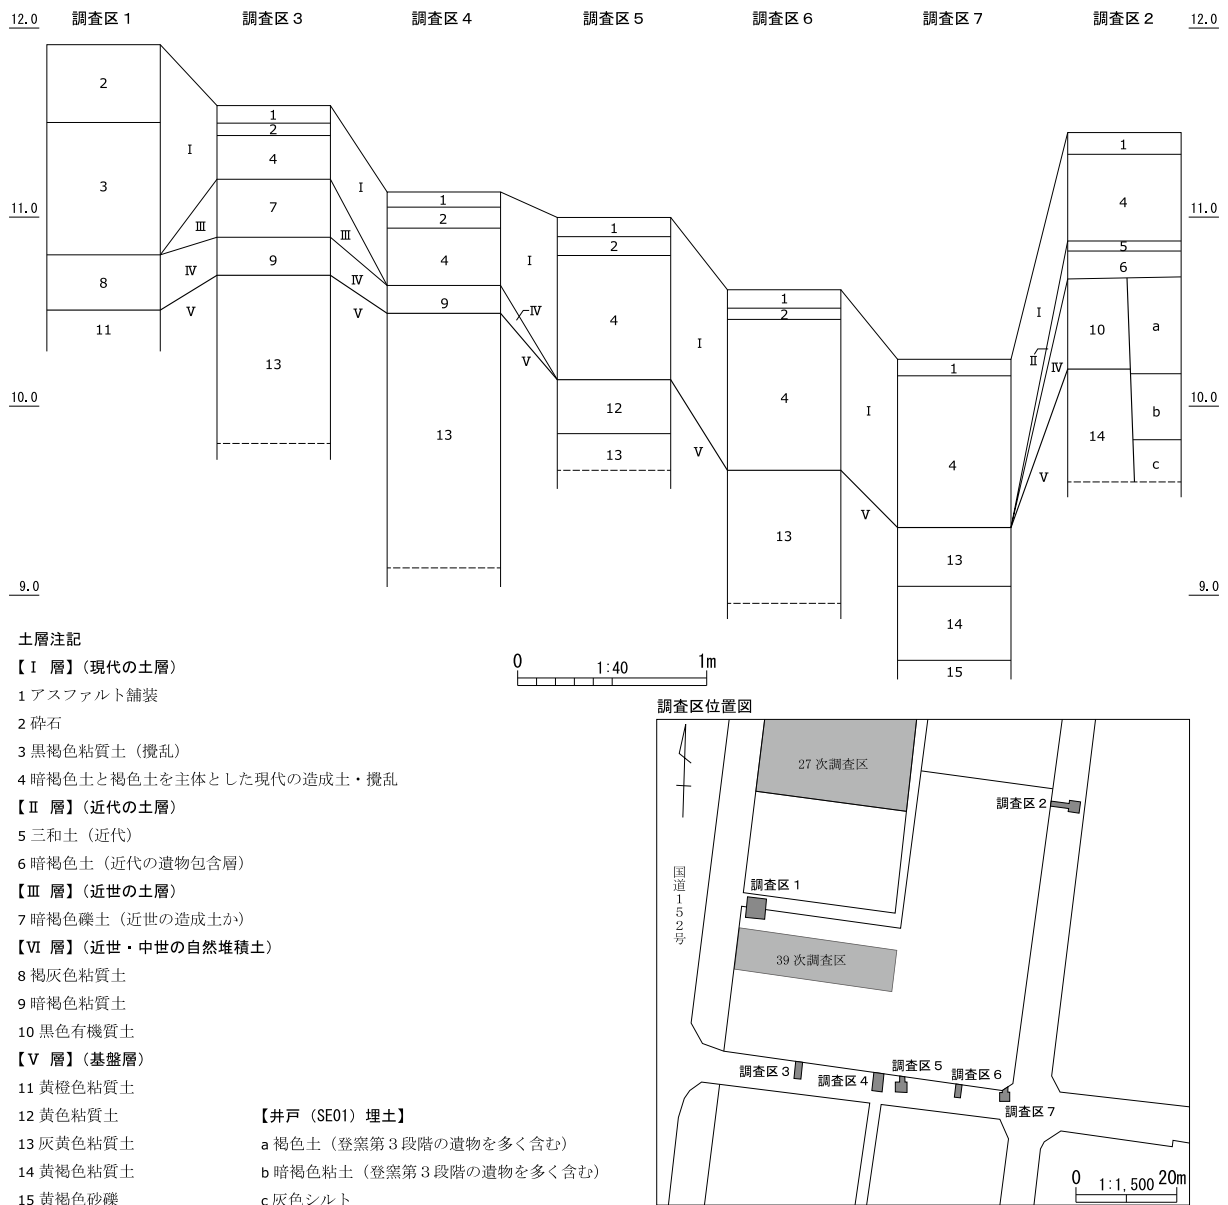 調査区1 調査区3 調査区4 調査区5 調査区6 調査区7 調査区2
12.0 12.0
11.0 11.0
10.0 10.0
9.0 9.0
2
3
8
11
Ⅰ
Ⅲ
Ⅳ
Ⅴ
1
2
4
7
9
13
Ⅰ
Ⅲ
Ⅳ
Ⅴ
1
2
4
9
13
Ⅰ
Ⅳ
Ⅴ
1
2
4
12
13
Ⅰ
Ⅴ
1
2
4
13
Ⅰ
Ⅴ
1
4
13
14
15
Ⅰ
Ⅱ
Ⅳ
Ⅴ
1
4
5
6
10
14
a
b
c
土層注記
【Ⅰ 層】(現代の土層)
1 アスファルト舗装
2 砕石
3 黒褐色粘質土(攪乱)
4 暗褐色土と褐色土を主体とした現代の造成土・攪乱
【Ⅱ 層】(近代の土層)
5 三和土(近代)
6 暗褐色土(近代の遺物包含層)
【Ⅲ 層】(近世の土層)
7 暗褐色礫土(近世の造成土か)
【Ⅵ 層】(近世・中世の自然堆積土)
8 褐灰色粘質土
9 暗褐色粘質土
10 黒色有機質土
【Ⅴ 層】(基盤層)
11 黄橙色粘質土
12 黄色粘質土
13 灰黄色粘質土
14 黄褐色粘質土
15 黄褐色砂礫
【井戸(SE01)埋土】
a 褐色土(登窯第3段階の遺物を多く含む)
b 暗褐色粘土(登窯第3段階の遺物を多く含む)
c 灰色シルト
0 1:40 1m
調査区位置図
27次調査区
調査区2
国道152号
調査区1
39次調査区
調査区3
調査区4
調査区5
調査区6
調査区7
0 1:1,500 20m